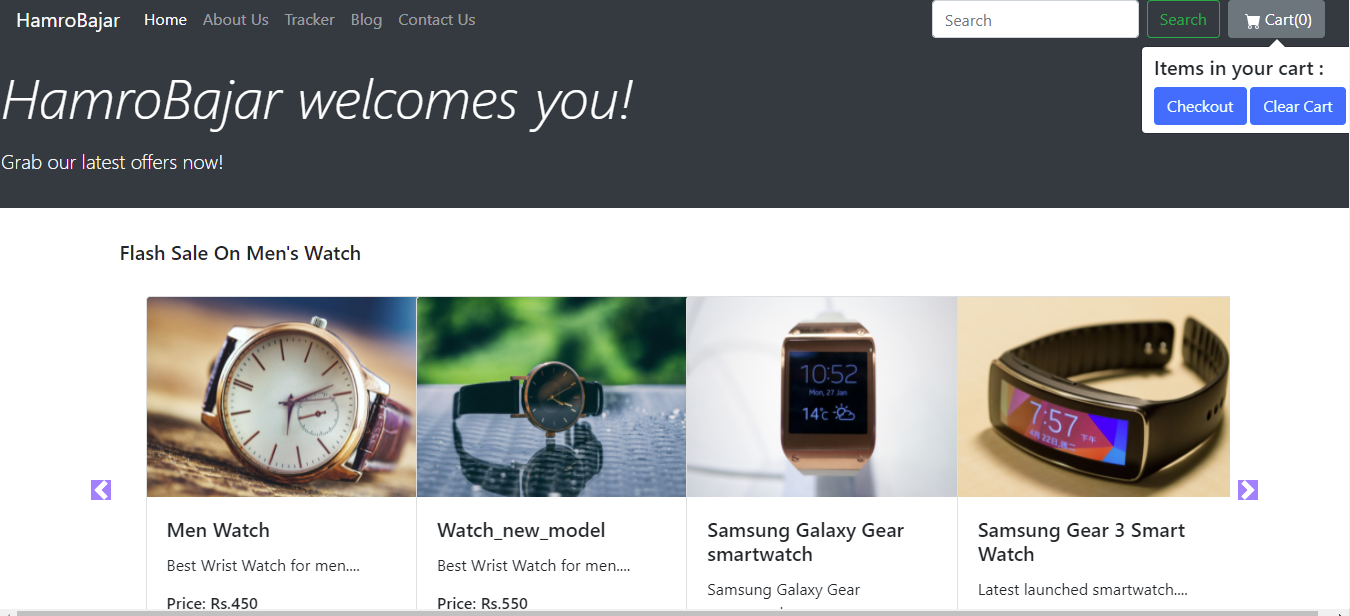 HamroBajar Home About Us Tracker Blog Contact Us Search Search Cart(0)
Items in your cart :
Checkout Clear Cart
HamroBajar welcomes you!
Grab our latest offers now!
Flash Sale On Men's Watch
10:52
Mon, 27 Jan
14°c
7:57
4月 22日,週二 下午
Men Watch
Best Wrist Watch for men....
Price: Rs.450
Watch_new_model
Best Wrist Watch for men....
Price: Rs.550
Samsung Galaxy Gear
smartwatch
Samsung Galaxy Gear
Samsung Gear 3 Smart
Watch
Latest launched smartwatch....